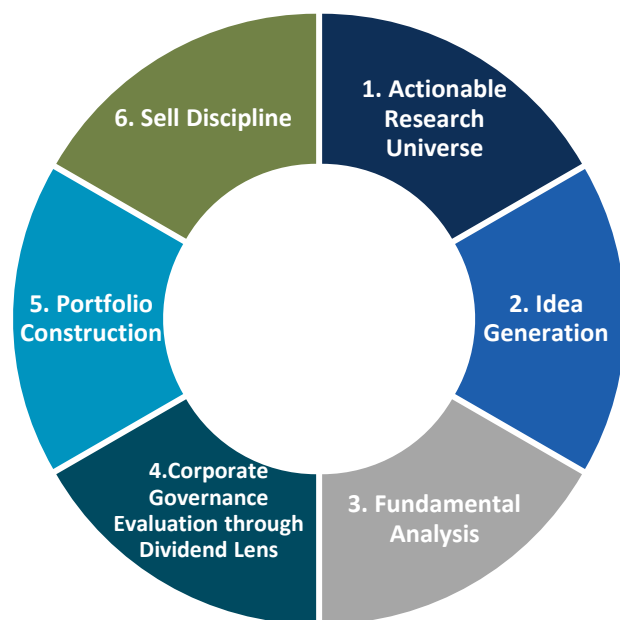 1. Actionable
Research
Universe
2. Idea
Generation
3. Fundamental
Analysis
4.Corporate
Governance
Evaluation through
Dividend Lens
5. Portfolio
Construction
6. Sell Discipline